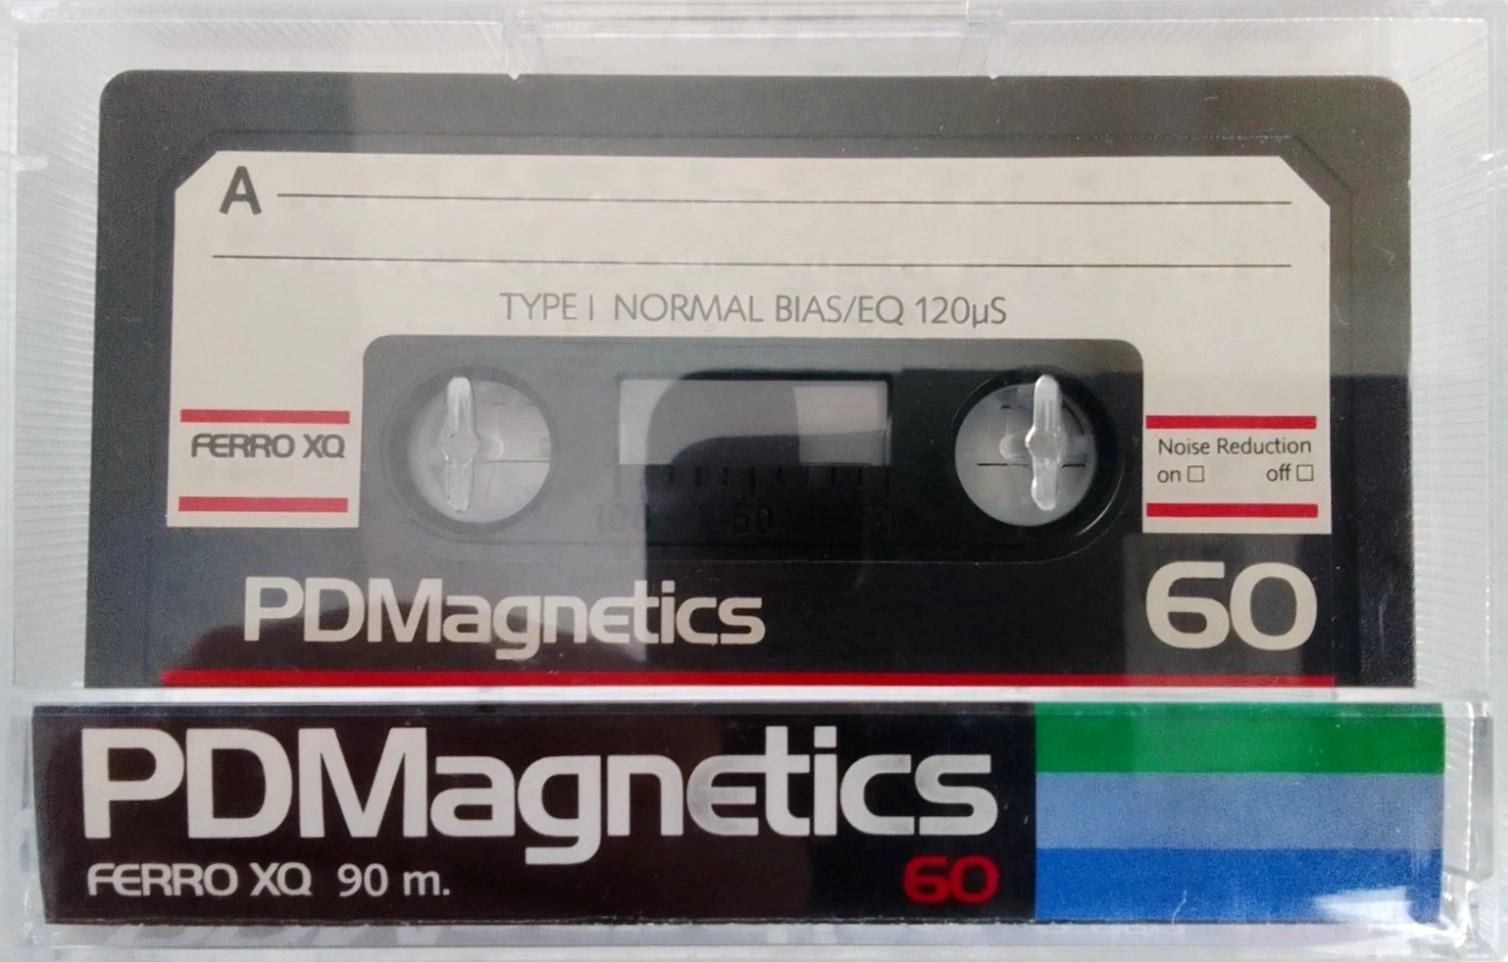 A
TYPE I NORMAL BIAS/EQ 120µS
FERRO XQ
Noise Reduction
on □ off □
100 50 0
PDMagnetics 60
PDMagnetics
FERRO XQ 90 m. 60